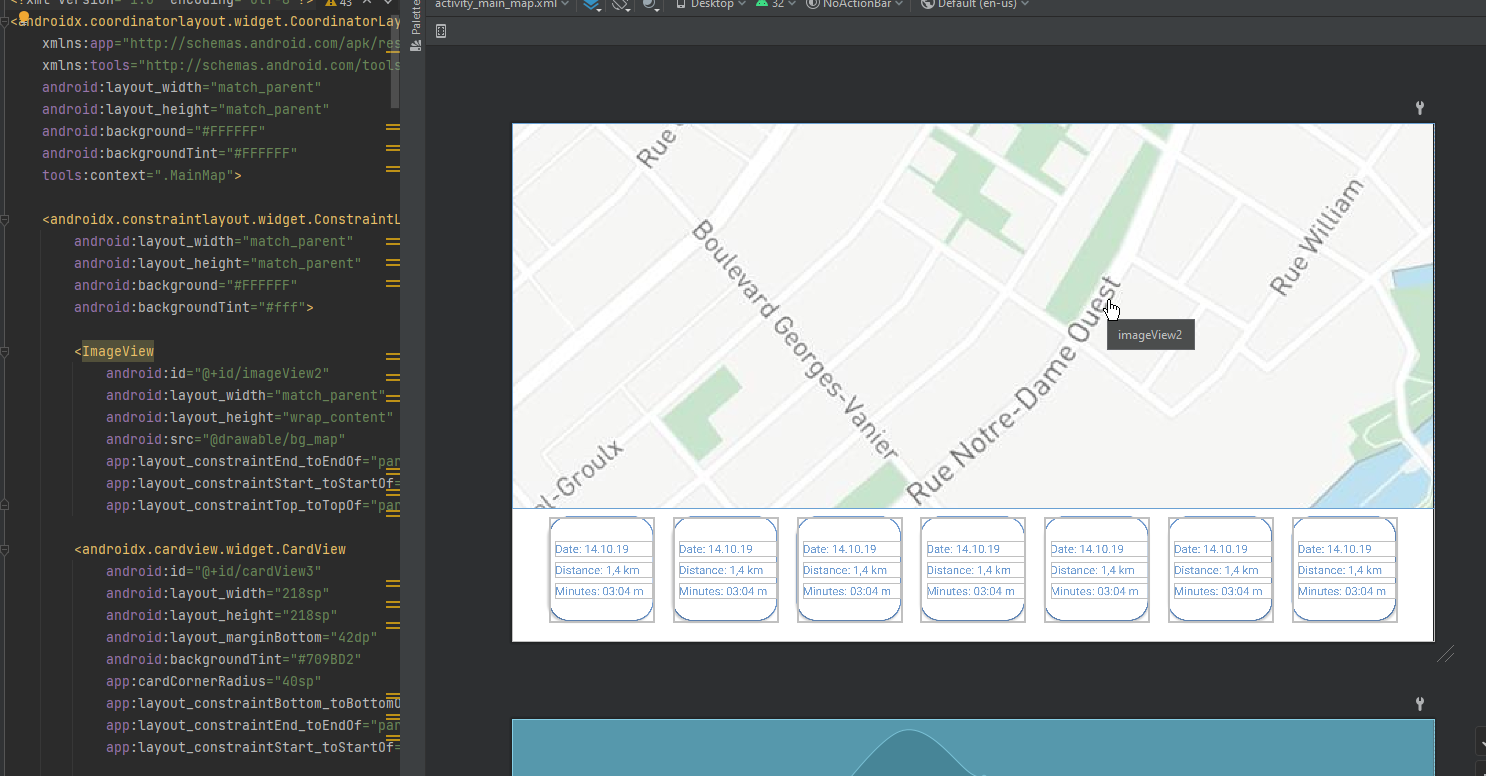 <?xml version="1.0" encoding="utf-8"?>
43
<androidx.coordinatorlayout.widget.CoordinatorLay
xmlns:app="http://schemas.android.com/apk/res
xmlns:tools="http://schemas.android.com/tools
android:layout_width="match_parent"
android:layout_height="match_parent"
android:background="#FFFFFF"
android:backgroundTint="#FFFFFF"
tools:context=".MainMap">
<androidx.constraintlayout.widget.ConstraintL
android:layout_width="match_parent"
android:layout_height="match_parent"
android:background="#FFFFFF"
android:backgroundTint="#fff">
<ImageView
android:id="@+id/imageView2"
android:layout_width="match_parent"
android:layout_height="wrap_content"
android:src="@drawable/bg_map"
app:layout_constraintEnd_toEndOf="par
app:layout_constraintStart_toStartOf=
app:layout_constraintTop_toTopOf="par
<androidx.cardview.widget.CardView
android:id="@+id/cardView3"
android:layout_width="218sp"
android:layout_height="218sp"
android:layout_marginBottom="42dp"
android:backgroundTint="#709BD2"
app:cardCornerRadius="40sp"
app:layout_constraintBottom_toBottomO
app:layout_constraintEnd_toEndOf="par
app:layout_constraintStart_toStartOf=
Palette
activity_main_map.xml
Desktop
32
NoActionBar
Default (en-us)
Rue
Boulevard Georges-Vanier
Rue Notre-Dame Ouest
Rue William
el-Groulx
imageView2
Date: 14.10.19
Distance: 1,4 km
Minutes: 03:04 m
Date: 14.10.19
Distance: 1,4 km
Minutes: 03:04 m
Date: 14.10.19
Distance: 1,4 km
Minutes: 03:04 m
Date: 14.10.19
Distance: 1,4 km
Minutes: 03:04 m
Date: 14.10.19
Distance: 1,4 km
Minutes: 03:04 m
Date: 14.10.19
Distance: 1,4 km
Minutes: 03:04 m
Date: 14.10.19
Distance: 1,4 km
Minutes: 03:04 m